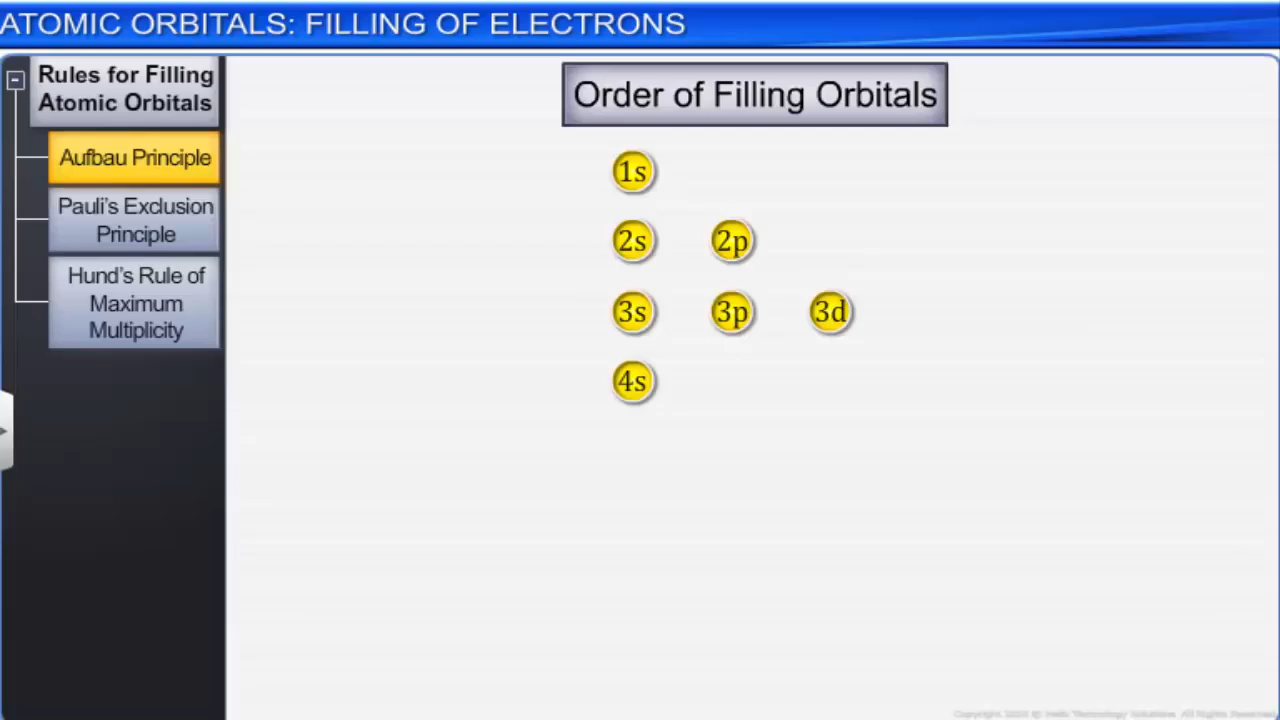 ATOMIC ORBITALS: FILLING OF ELECTRONS
Rules for Filling
Atomic Orbitals
Aufbau Principle
Pauli's Exclusion
Principle
Hund's Rule of
Maximum
Multiplicity
Order of Filling Orbitals
1s
2s 2p
3s 3p 3d
4s